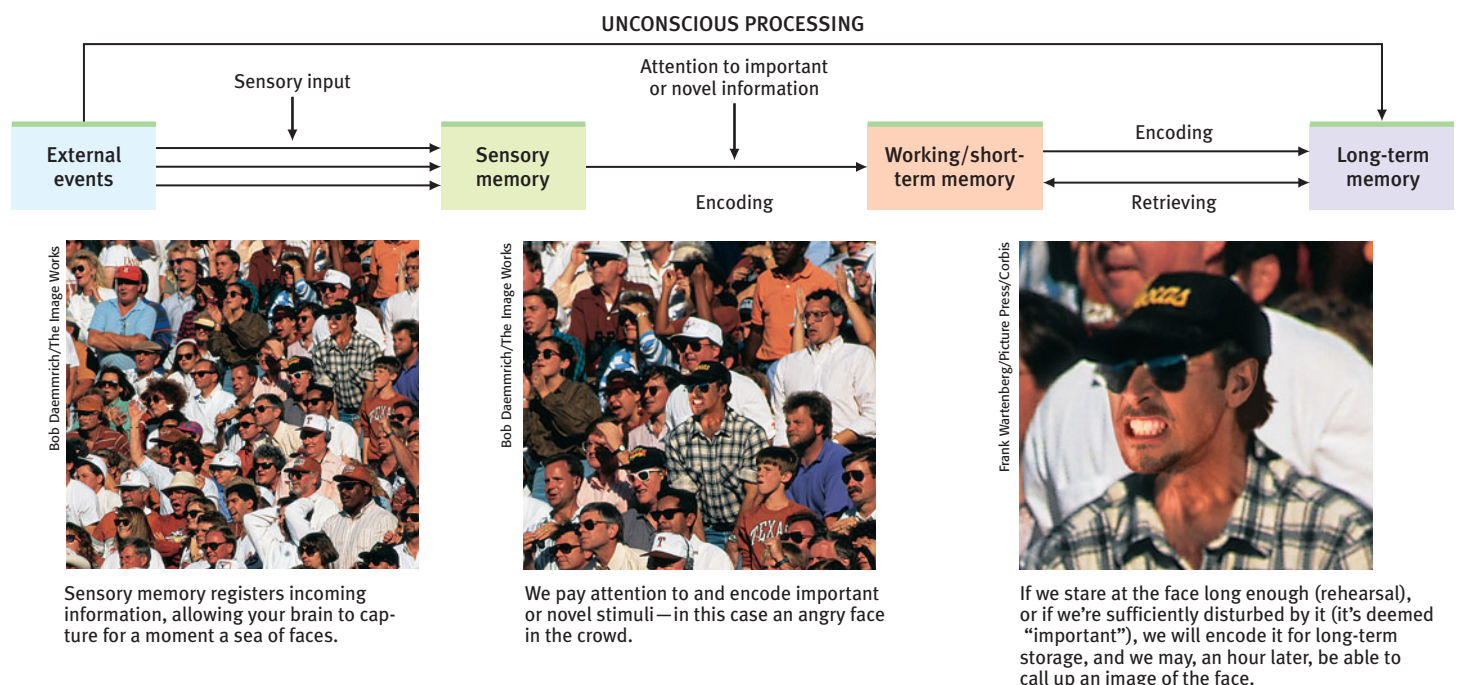 UNCONSCIOUS PROCESSING
Sensory input
Attention to important
or novel information
External
events
Sensory
memory
Encoding
Working/short-
term memory
Encoding
Retrieving
Long-term
memory
Bob Daemmrich/The Image Works
Bob Daemmrich/The Image Works
Frank Wartenberg/Picture Press/Corbis
TEXAS
T
Sensory memory registers incoming
information, allowing your brain to cap-
ture for a moment a sea of faces.
We pay attention to and encode important
or novel stimuli—in this case an angry face
in the crowd.
If we stare at the face long enough (rehearsal),
or if we're sufficiently disturbed by it (it's deemed
"important"), we will encode it for long-term
storage, and we may, an hour later, be able to
call up an image of the face.